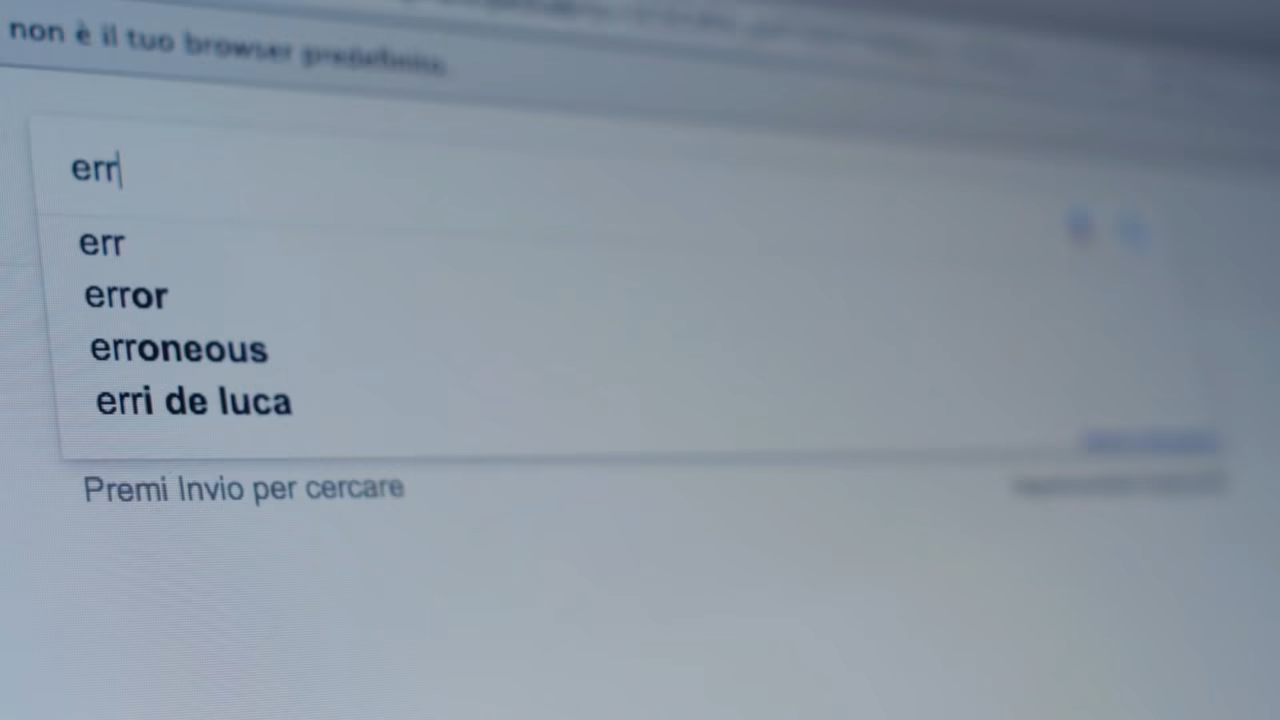 non è il tuo browser predefinito.
err
err
error
erroneous
erri de luca
Premi Invio per cercare